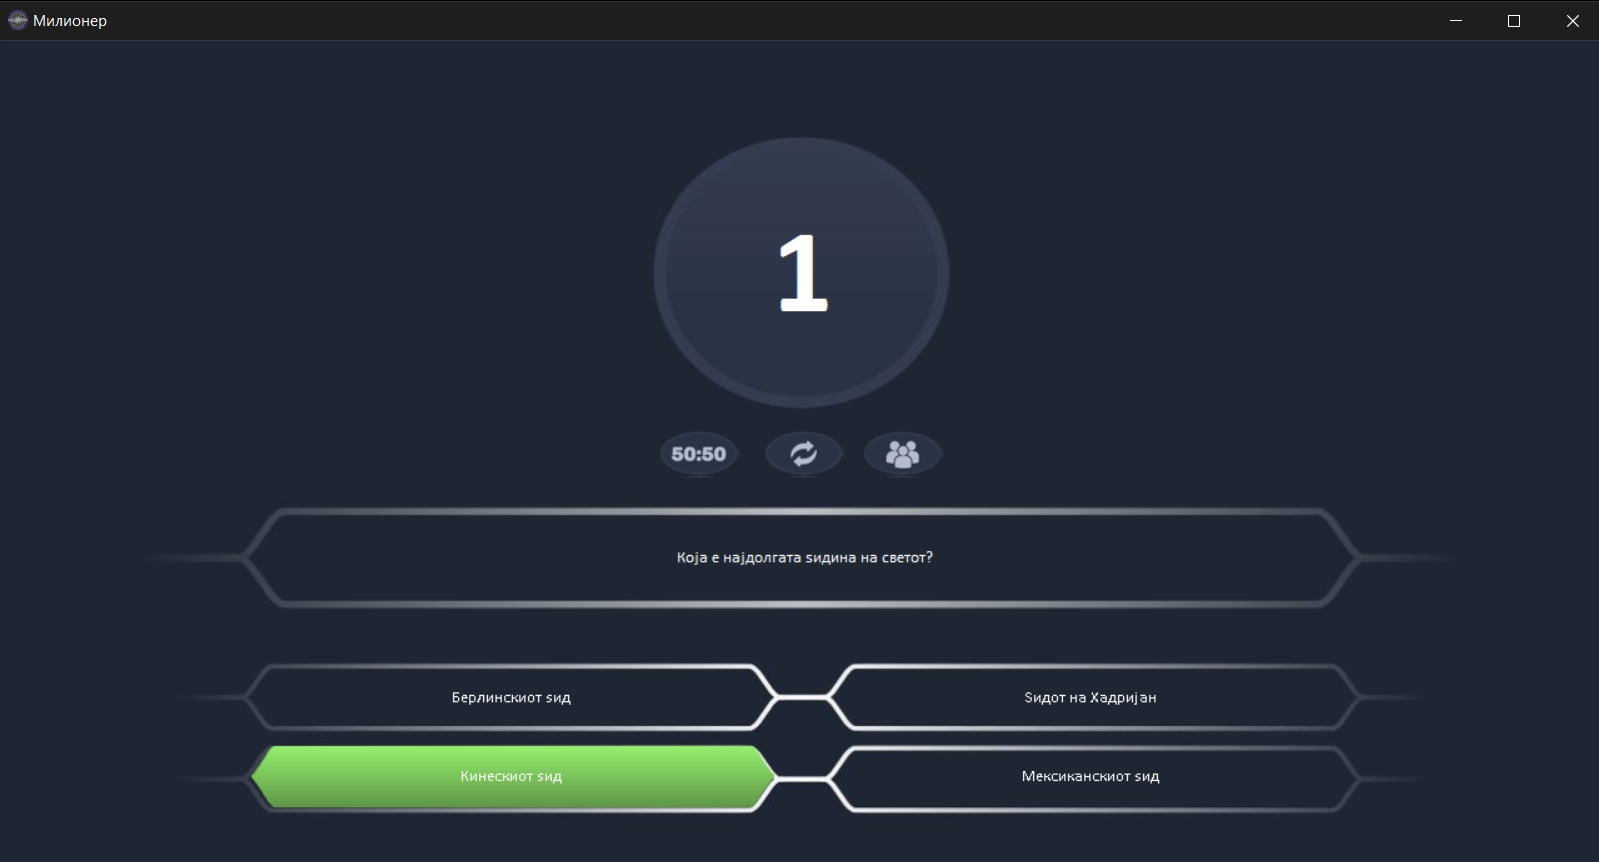 Милионер
1
50:50
Која е најдолгата ѕидина на светот?
Берлинскиот ѕид
Ѕидот на Хадријан
Кинескиот ѕид
Мексиканскиот ѕид